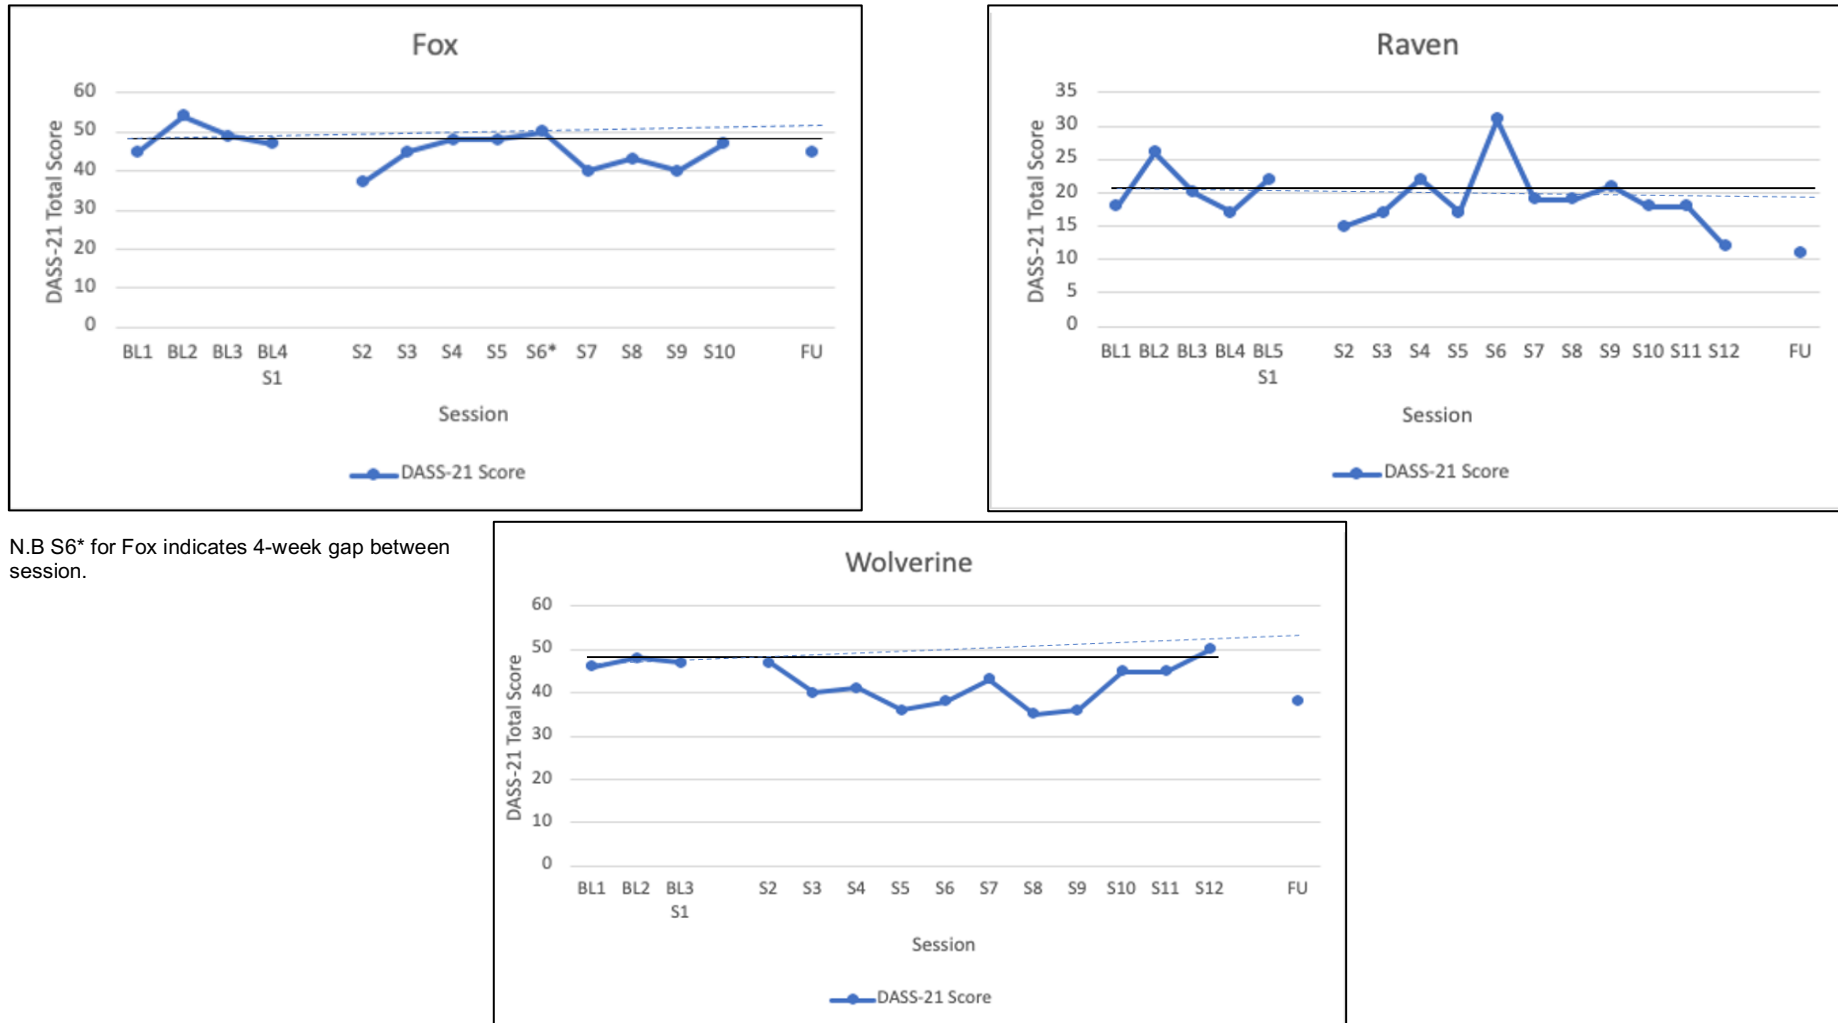 Fox
60
50
40
30
20
10
0
DASS-21 Total Score
BL1 BL2 BL3 BL4 S2 S3 S4 S5 S6* S7 S8 S9 S10 FU
S1
Session
DASS-21 Score
Raven
35
30
25
20
15
10
5
0
DASS-21 Total Score
BL1 BL2 BL3 BL4 BL5 S2 S3 S4 S5 S6 S7 S8 S9 S10 S11 S12 FU
S1
Session
DASS-21 Score
N.B S6* for Fox indicates 4-week gap between
session.
Wolverine
60
50
40
30
20
10
0
DASS-21 Total Score
BL1 BL2 BL3 S2 S3 S4 S5 S6 S7 S8 S9 S10 S11 S12 FU
S1
Session
DASS-21 Score